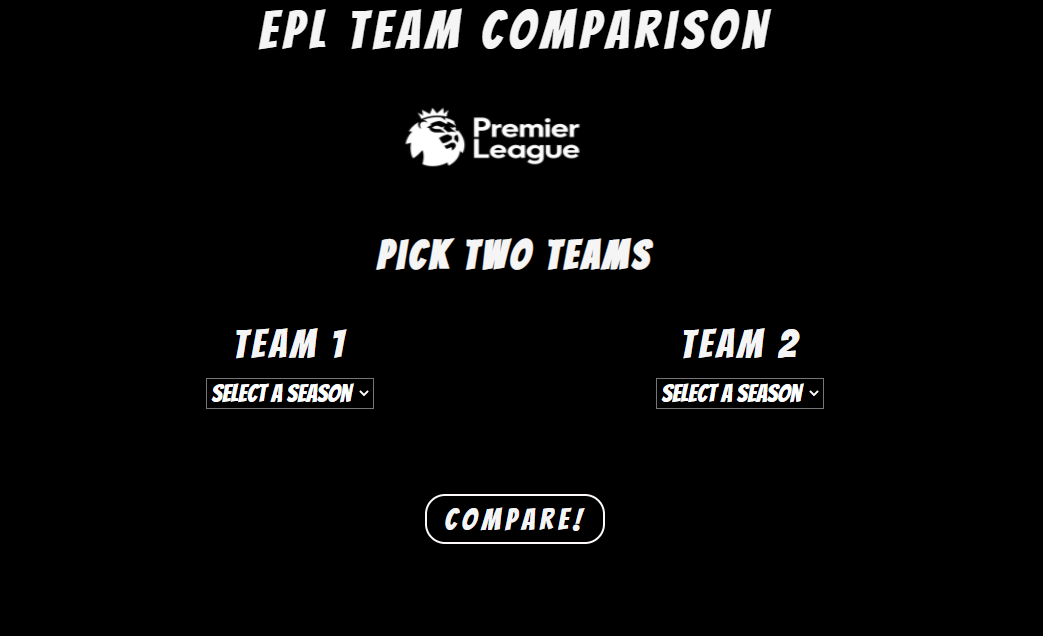 EPL TEAM COMPARISON
Premier
League
PICK TWO TEAMS
TEAM 1
TEAM 2
SELECT A SEASON
SELECT A SEASON
COMPARE!